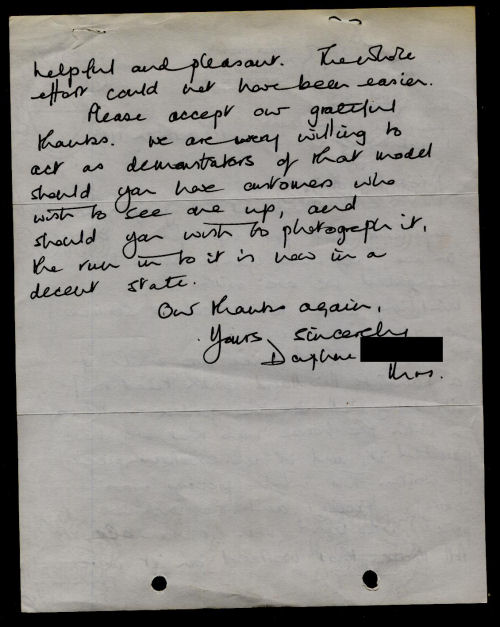 helpful and pleasant. The whole
effort could not have been easier.
Please accept our grateful
thanks. We are very willing to
act as demonstrators of that model
should you have customers who
wish to see one up, and
should you wish to photograph it,
the run in to it is now in a
decent state.
Our thanks again,
Yours sincerely
Daphne
Mrs.